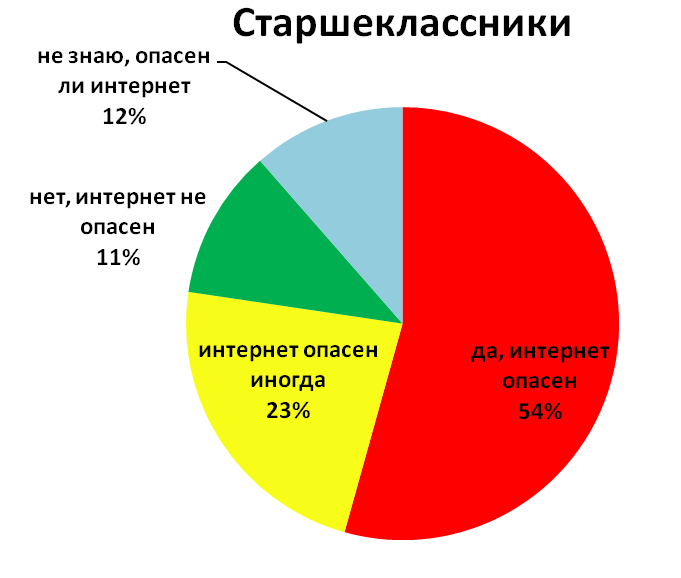 Старшеклассники
не знаю, опасен
ли интернет
12%
нет, интернет не
опасен
11%
интернет опасен
иногда
23%
да, интернет
опасен
54%